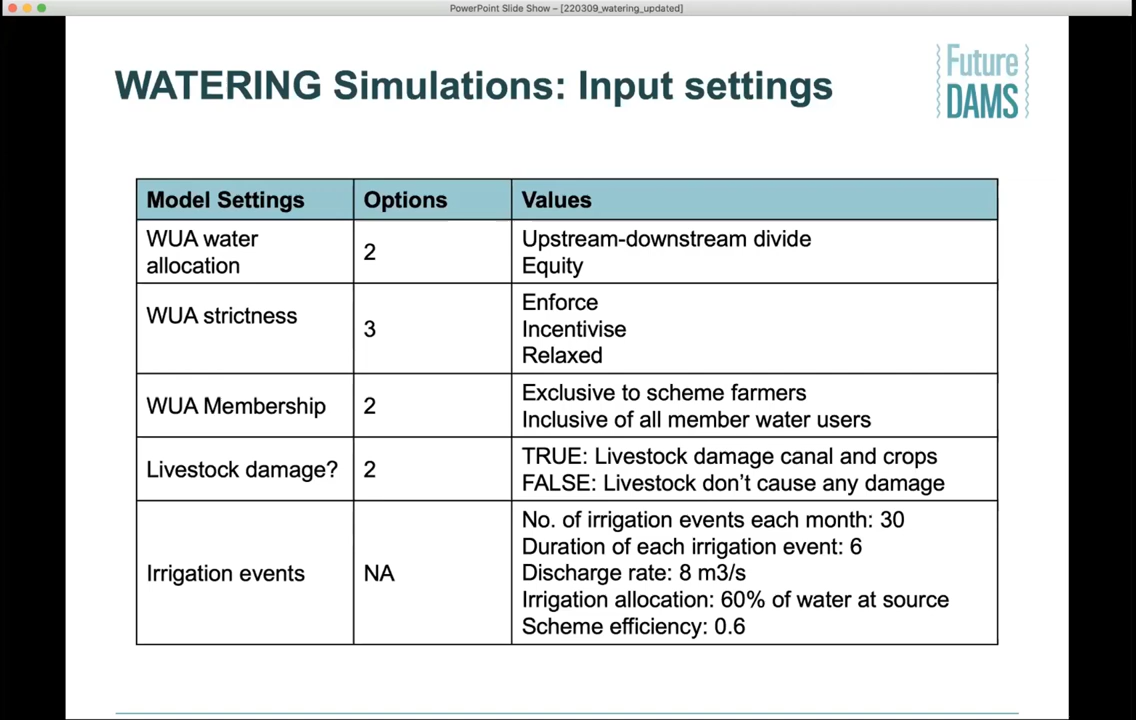 PowerPoint Slide Show – [220309_watering_updated]
WATERING Simulations: Input settings
Future
DAMS
Model Settings
Options
Values
WUA water
allocation
2
Upstream-downstream divide
Equity
WUA strictness
3
Enforce
Incentivise
Relaxed
WUA Membership
2
Exclusive to scheme farmers
Inclusive of all member water users
Livestock damage?
2
TRUE: Livestock damage canal and crops
FALSE: Livestock don’t cause any damage
Irrigation events
NA
No. of irrigation events each month: 30
Duration of each irrigation event: 6
Discharge rate: 8 m3/s
Irrigation allocation: 60% of water at source
Scheme efficiency: 0.6